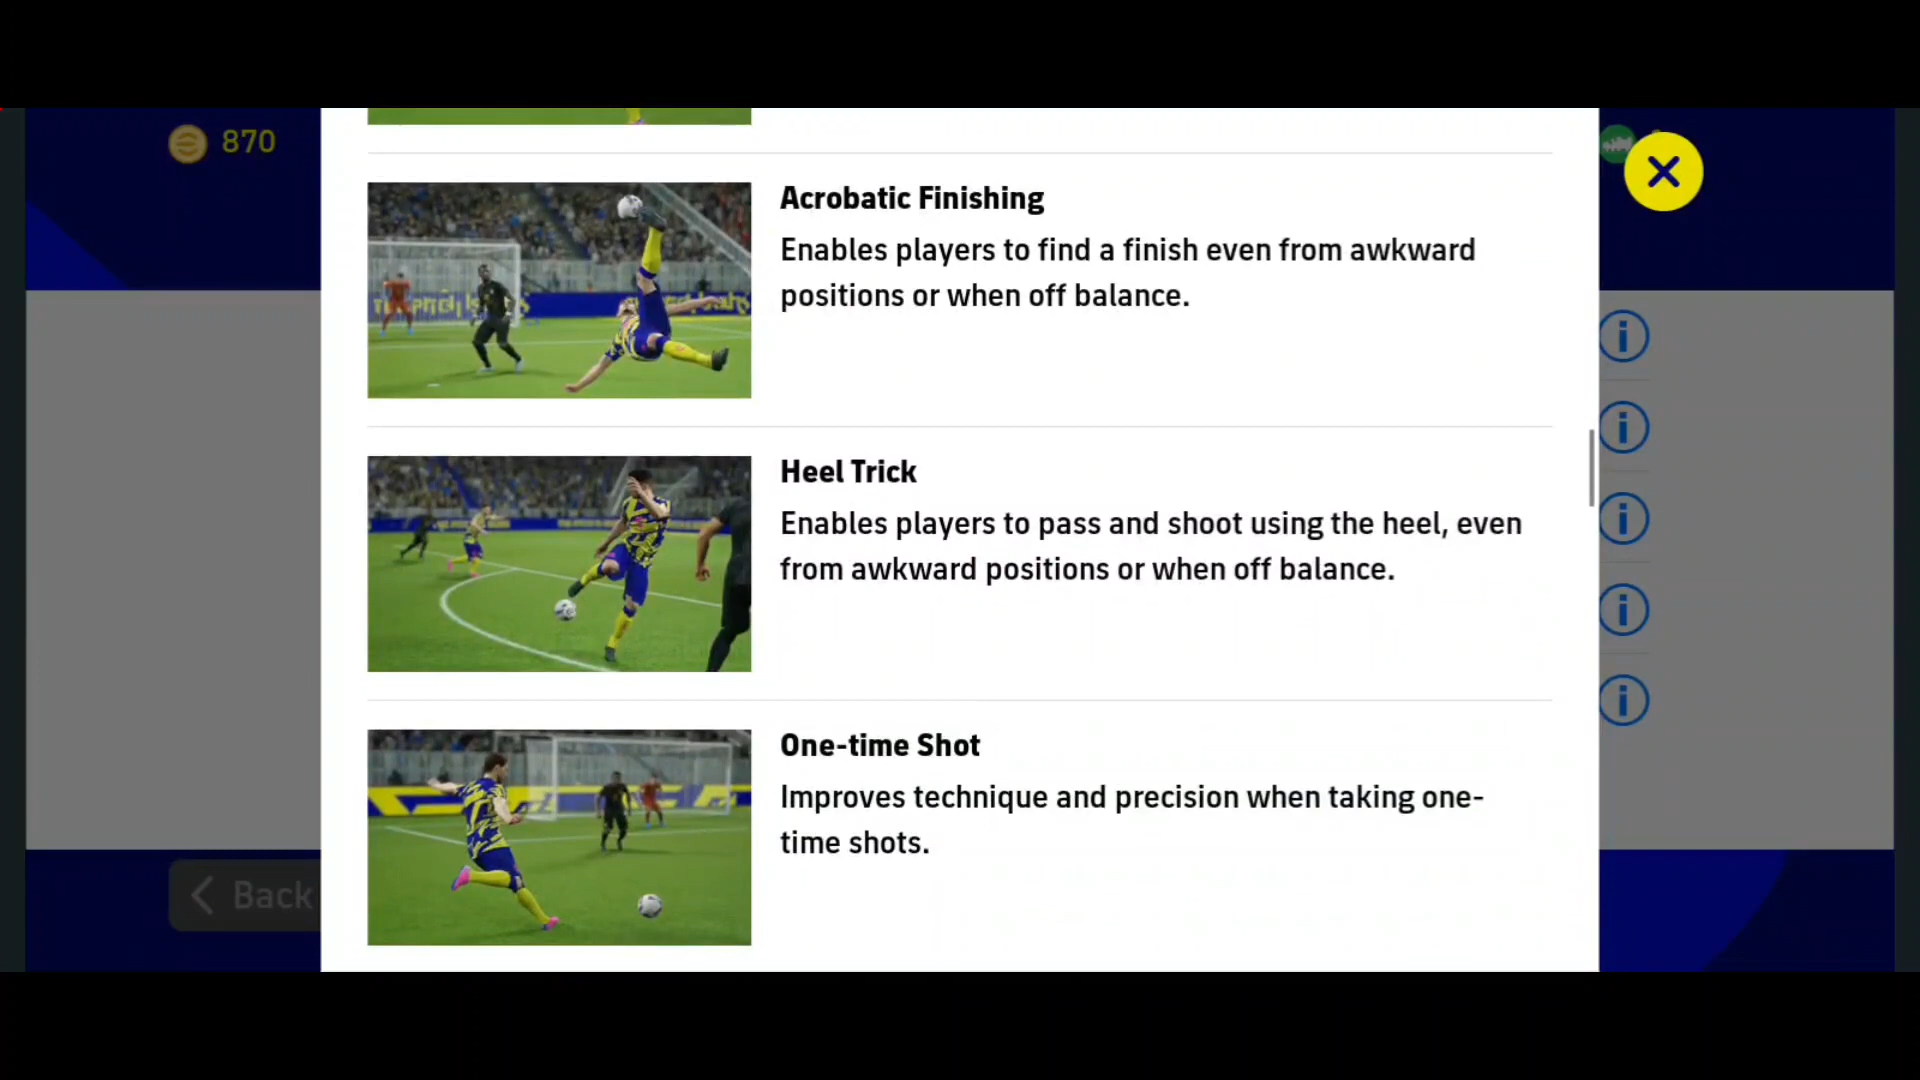 870
Acrobatic Finishing
Enables players to find a finish even from awkward
positions or when off balance.
Heel Trick
Enables players to pass and shoot using the heel, even
from awkward positions or when off balance.
One-time Shot
Improves technique and precision when taking one-
time shots.
Back